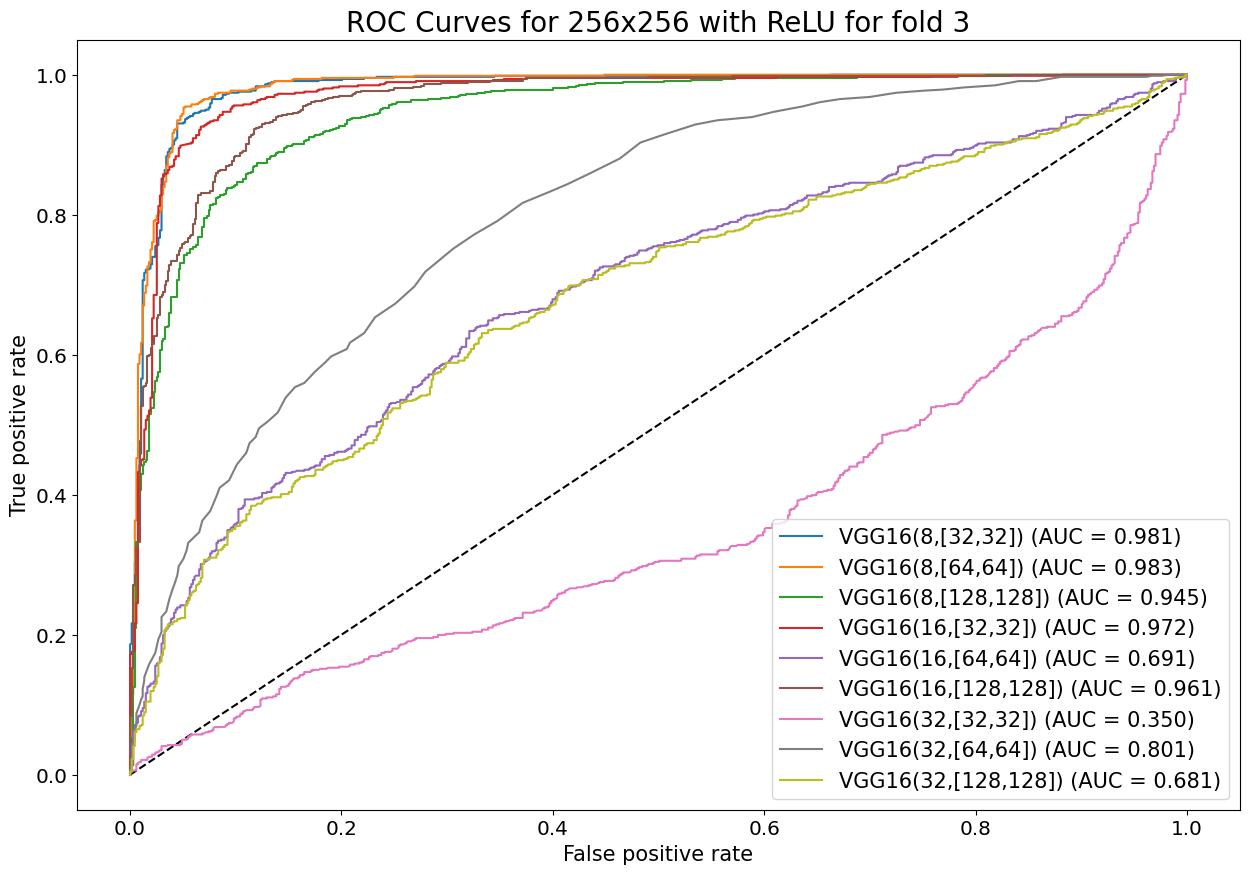 ROC Curves for 256x256 with ReLU for fold 3
True positive rate
1.0
0.8
0.6
0.4
0.2
0.0
0.0 0.2 0.4 0.6 0.8 1.0
False positive rate
VGG16(8,[32,32]) (AUC = 0.981)
VGG16(8,[64,64]) (AUC = 0.983)
VGG16(8,[128,128]) (AUC = 0.945)
VGG16(16,[32,32]) (AUC = 0.972)
VGG16(16,[64,64]) (AUC = 0.691)
VGG16(16,[128,128]) (AUC = 0.961)
VGG16(32,[32,32]) (AUC = 0.350)
VGG16(32,[64,64]) (AUC = 0.801)
VGG16(32,[128,128]) (AUC = 0.681)